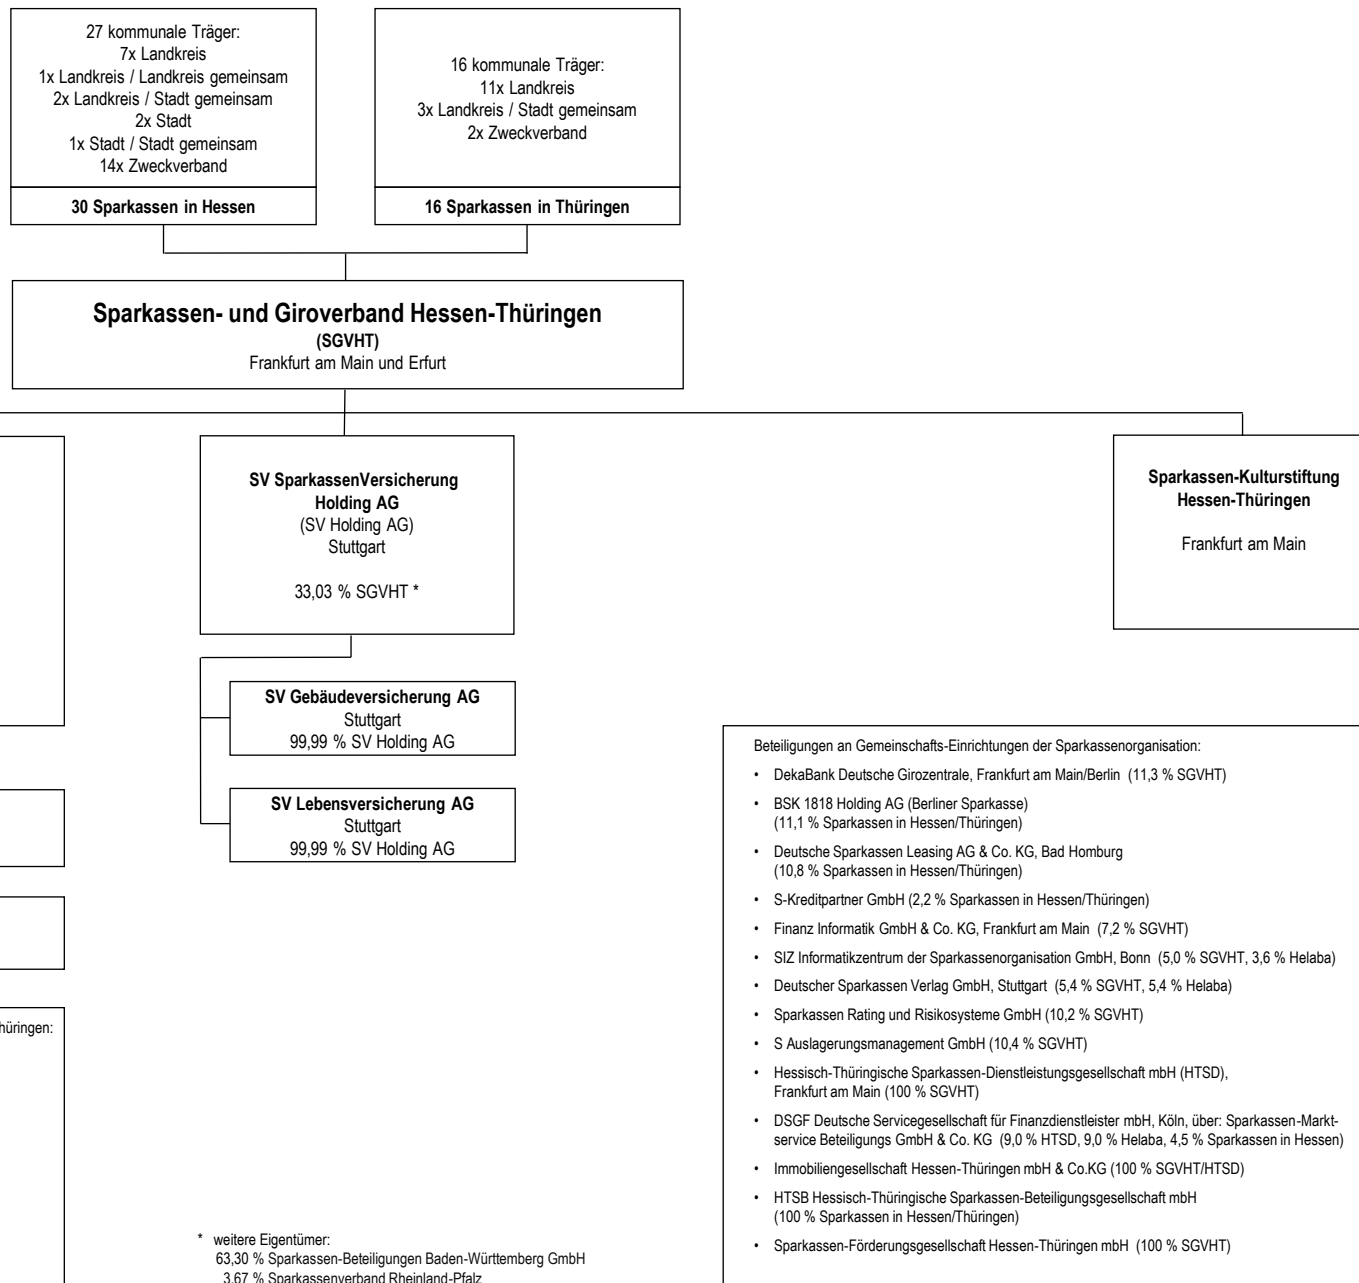 27 kommunale Träger:
7x Landkreis
1x Landkreis / Landkreis gemeinsam
2x Landkreis / Stadt gemeinsam
2x Stadt
1x Stadt / Stadt gemeinsam
14x Zweckverband
30 Sparkassen in Hessen
16 kommunale Träger:
11x Landkreis
3x Landkreis / Stadt gemeinsam
2x Zweckverband
16 Sparkassen in Thüringen
Sparkassen- und Giroverband Hessen-Thüringen
(SGVHT)
Frankfurt am Main und Erfurt
SV SparkassenVersicherung
Holding AG
(SV Holding AG)
Stuttgart
33,03 % SGVHT *
Sparkassen-Kulturstiftung
Hessen-Thüringen
Frankfurt am Main
SV Gebäudeversicherung AG
Stuttgart
99,99 % SV Holding AG
SV Lebensversicherung AG
Stuttgart
99,99 % SV Holding AG
hüringen:
Beteiligungen an Gemeinschafts-Einrichtungen der Sparkassenorganisation:
• DekaBank Deutsche Girozentrale, Frankfurt am Main/Berlin (11,3 % SGVHT)
• BSK 1818 Holding AG (Berliner Sparkasse)
(11,1 % Sparkassen in Hessen/Thüringen)
• Deutsche Sparkassen Leasing AG & Co. KG, Bad Homburg
(10,8 % Sparkassen in Hessen/Thüringen)
• S-Kreditpartner GmbH (2,2 % Sparkassen in Hessen/Thüringen)
• Finanz Informatik GmbH & Co. KG, Frankfurt am Main (7,2 % SGVHT)
• SIZ Informatikzentrum der Sparkassenorganisation GmbH, Bonn (5,0 % SGVHT, 3,6 % Helaba)
• Deutscher Sparkassen Verlag GmbH, Stuttgart (5,4 % SGVHT, 5,4 % Helaba)
• Sparkassen Rating und Risikosysteme GmbH (10,2 % SGVHT)
• S Auslagerungsmanagement GmbH (10,4 % SGVHT)
• Hessisch-Thüringische Sparkassen-Dienstleistungsgesellschaft mbH (HTSD),
Frankfurt am Main (100 % SGVHT)
• DSGF Deutsche Servicegesellschaft für Finanzdienstleister mbH, Köln, über: Sparkassen-Markt-
service Beteiligungs GmbH & Co. KG (9,0 % HTSD, 9,0 % Helaba, 4,5 % Sparkassen in Hessen)
• Immobiliengesellschaft Hessen-Thüringen mbH & Co.KG (100 % SGVHT/HTSD)
• HTSB Hessisch-Thüringische Sparkassen-Beteiligungsgesellschaft mbH
(100 % Sparkassen in Hessen/Thüringen)
• Sparkassen-Förderungsgesellschaft Hessen-Thüringen mbH (100 % SGVHT)
* weitere Eigentümer:
63,30 % Sparkassen-Beteiligungen Baden-Württemberg GmbH
3,67 % Sparkassenverband Rheinland-Pfalz